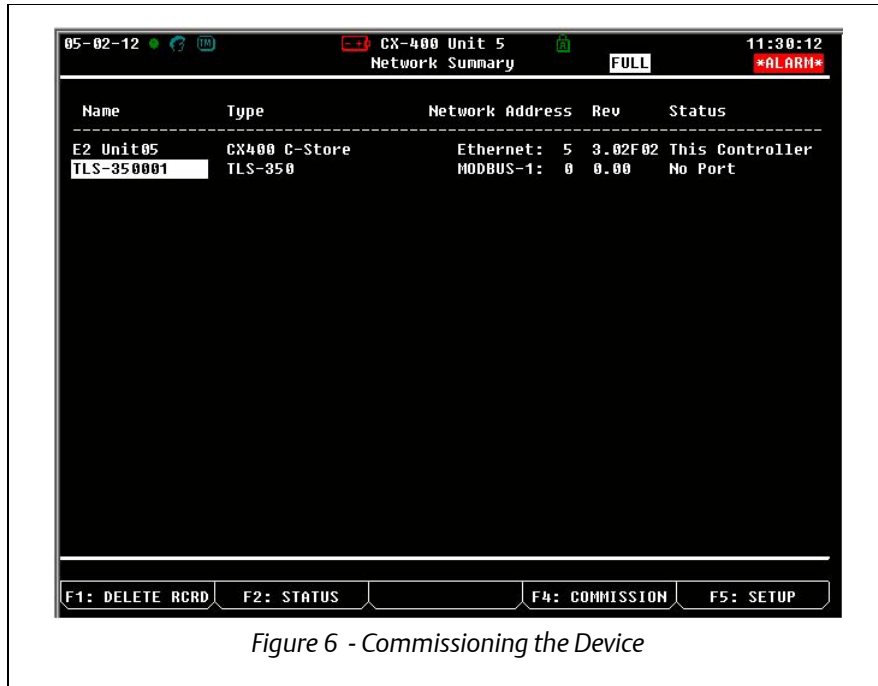 05-02-12 TM - + CX-400 Unit 5 A 11:30:12
Network Summary FULL *ALARM*
Name Type Network Address Rev Status
E2 Unit05 CX400 C-Store Ethernet: 5 3.02F02 This Controller
TLS-350001 TLS-350 MODBUS-1: 0 0.00 No Port
F1: DELETE RCRD F2: STATUS F4: COMMISSION F5: SETUP
Figure 6 - Commissioning the Device